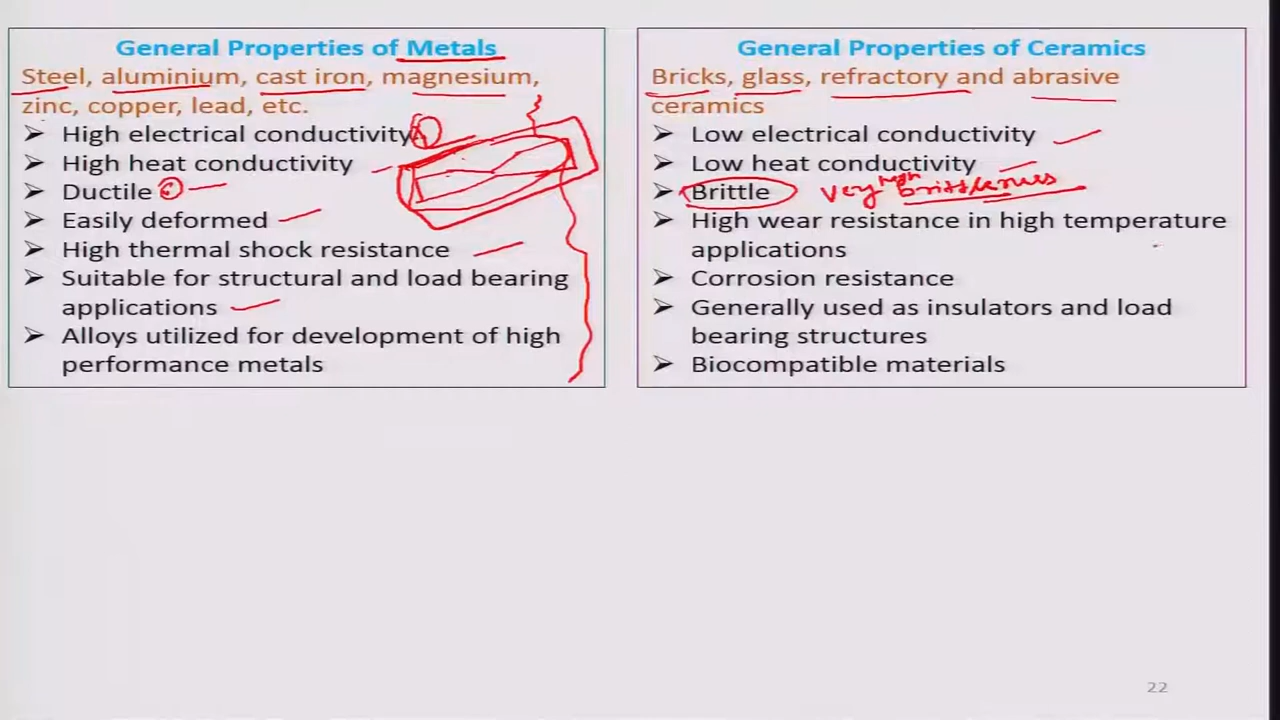 General Properties of Metals
Steel, aluminium, cast iron, magnesium,
zinc, copper, lead, etc.
➢ High electrical conductivity
➢ High heat conductivity
➢ Ductile
➢ Easily deformed
➢ High thermal shock resistance
➢ Suitable for structural and load bearing
applications
➢ Alloys utilized for development of high
performance metals
General Properties of Ceramics
Bricks, glass, refractory and abrasive
ceramics
➢ Low electrical conductivity
➢ Low heat conductivity
➢ Brittle very high brittleness
➢ High wear resistance in high temperature
applications
➢ Corrosion resistance
➢ Generally used as insulators and load
bearing structures
➢ Biocompatible materials
22